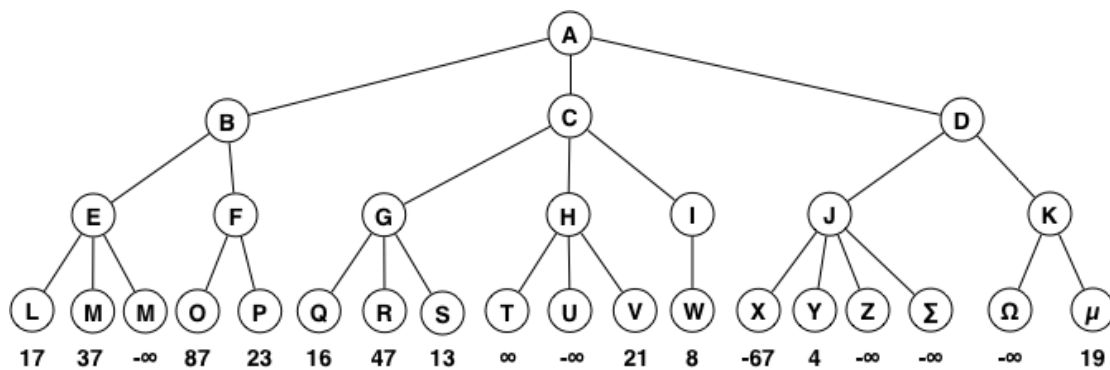 A
B C D
E F G H I J K
L M M O P Q R S T U V W X Y Z Σ Ω μ
17 37 -∞ 87 23 16 47 13 ∞ -∞ 21 8 -67 4 -∞ -∞ -∞ 19